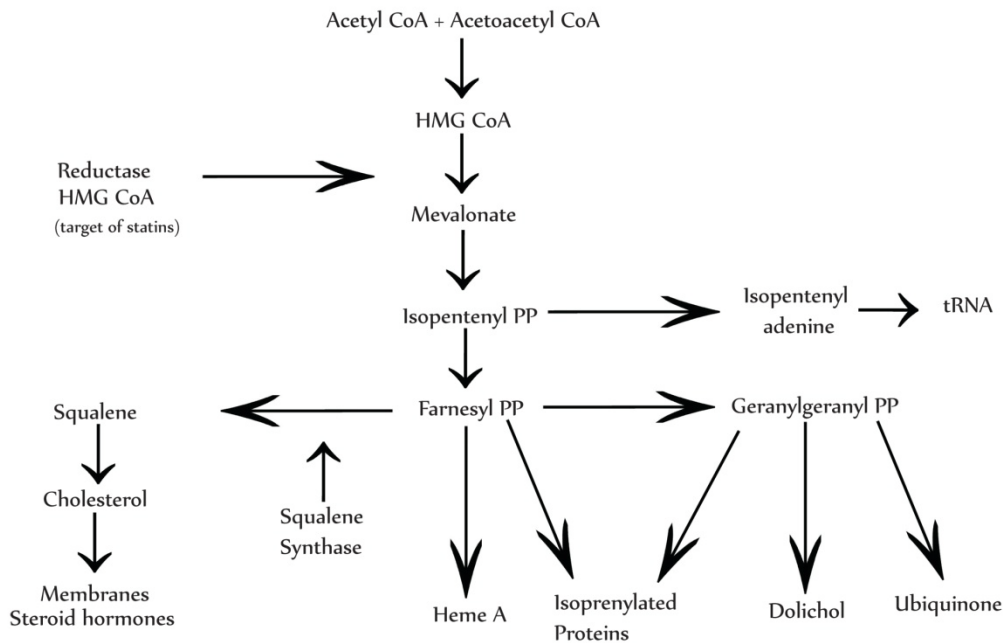 Acetyl CoA + Acetoacetyl CoA
HMG CoA
Reductase
HMG CoA
(target of statins)
Mevalonate
Isopentenyl PP
Isopentenyl
adenine
tRNA
Squalene
Farnesyl PP
Geranylgeranyl PP
Cholesterol
Squalene
Synthase
Membranes
Steroid hormones
Heme A
Isoprenylated
Proteins
Dolichol
Ubiquinone